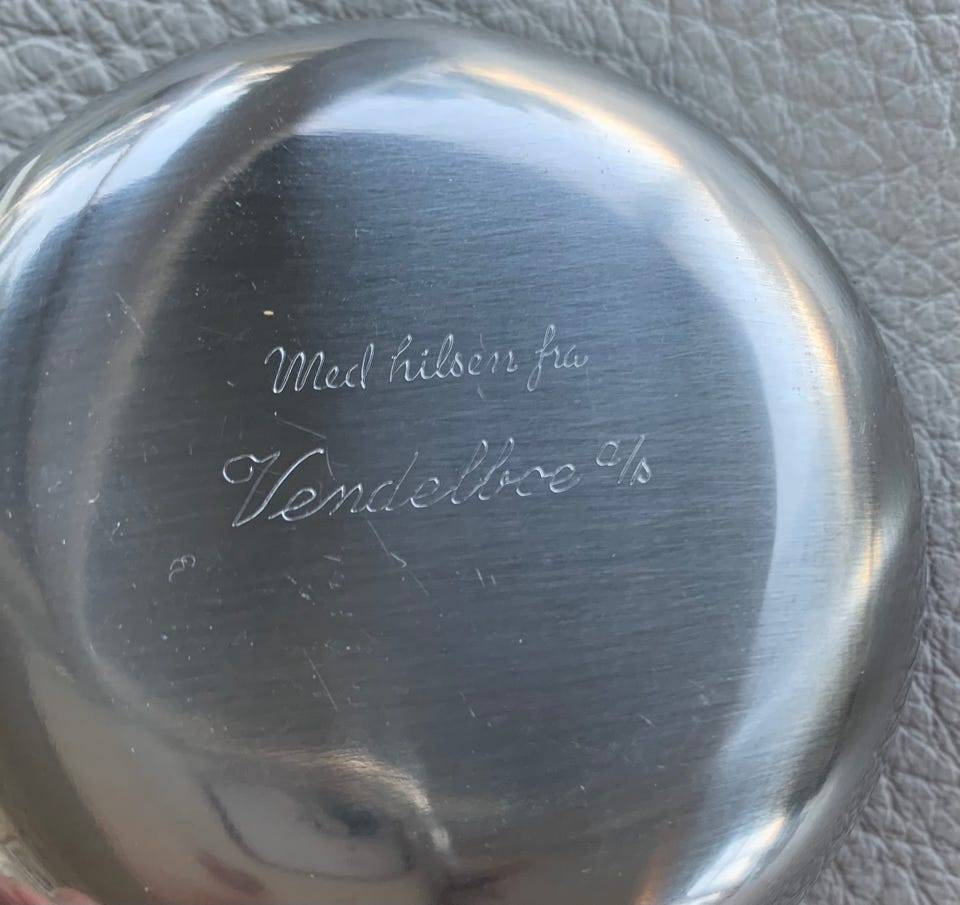 Med hilsen fra
Vendelboe a/s